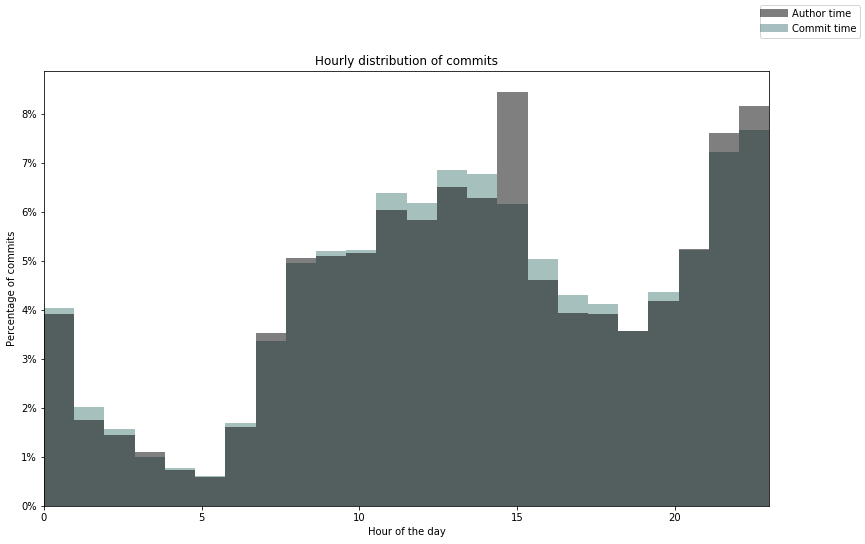 Author time
Commit time
Hourly distribution of commits
8%
7%
6%
5%
4%
3%
2%
1%
0%
Percentage of commits
0 5 10 15 20
Hour of the day